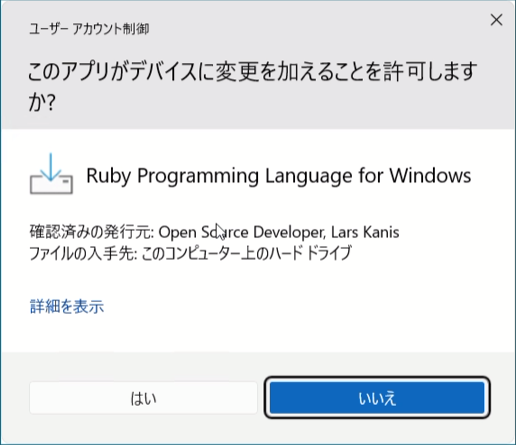 ユーザー アカウント制御
このアプリがデバイスに変更を加えることを許可します
か?
Ruby Programming Language for Windows
確認済みの発行元: Open Source Developer, Lars Kanis
ファイルの入手先: このコンピューター上のハード ドライブ
詳細を表示
はい
いいえ